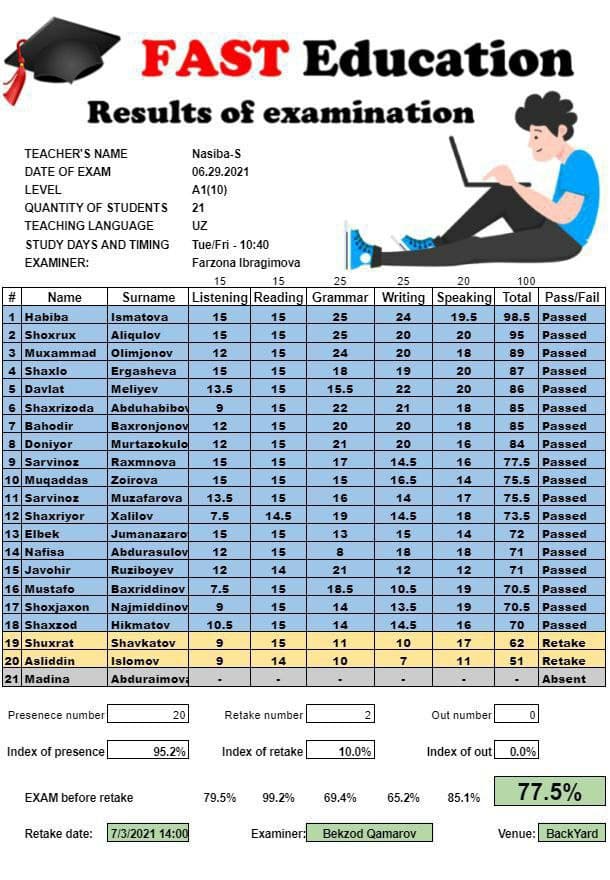 FAST Education
Results of examination
TEACHER'S NAME Nasiba-S
DATE OF EXAM 06.29.2021
LEVEL A1(10)
QUANTITY OF STUDENTS 21
TEACHING LANGUAGE UZ
STUDY DAYS AND TIMING Tue/Fri - 10:40
EXAMINER: Farzona Ibragimova
15 15 25 25 20 100
# Name Surname Listening Reading Grammar Writing Speaking Total Pass/Fail
1 Habiba Ismatova 15 15 25 24 19.5 98.5 Passed
2 Shoxrux Aliqulov 15 15 25 20 20 95 Passed
3 Muxammad Olimjonov 12 15 24 20 18 89 Passed
4 Shaxlo Ergasheva 15 15 18 19 20 87 Passed
5 Davlat Meliyev 13.5 15 15.5 22 20 86 Passed
6 Shaxrizoda Abduhabibov 9 15 22 21 18 85 Passed
7 Bahodir Baxronjonov 12 15 20 20 18 85 Passed
8 Doniyor Murtazokulo 12 15 21 20 16 84 Passed
9 Sarvinoz Raxmnova 15 15 17 14.5 16 77.5 Passed
10 Muqaddas Zoirova 15 15 15 16.5 14 75.5 Passed
11 Sarvinoz Muzafarova 13.5 15 16 14 17 75.5 Passed
12 Shaxriyor Xalilov 7.5 14.5 19 14.5 18 73.5 Passed
13 Elbek Jumanazaro 15 15 13 15 14 72 Passed
14 Nafisa Abdurasulov 12 15 8 18 18 71 Passed
15 Javohir Ruziboyev 12 14 21 12 12 71 Passed
16 Mustafo Baxriddinov 7.5 15 18.5 10.5 19 70.5 Passed
17 Shoxjaxon Najmiddinov 9 15 14 13.5 19 70.5 Passed
18 Shaxzod Hikmatov 10.5 15 14 14.5 16 70 Passed
19 Shuxrat Shavkatov 9 15 11 10 17 62 Retake
20 Asliddin Islomov 9 14 10 7 11 51 Retake
21 Madina Abduraimova - - - - - - Absent
Presenece number 20 Retake number 2 Out number 0
Index of presence 95.2% Index of retake 10.0% Index of out 0.0%
EXAM before retake 79.5% 99.2% 69.4% 65.2% 85.1% 77.5%
Retake date: 7/3/2021 14:00 Examiner: Bekzod Qamarov Venue: BackYard